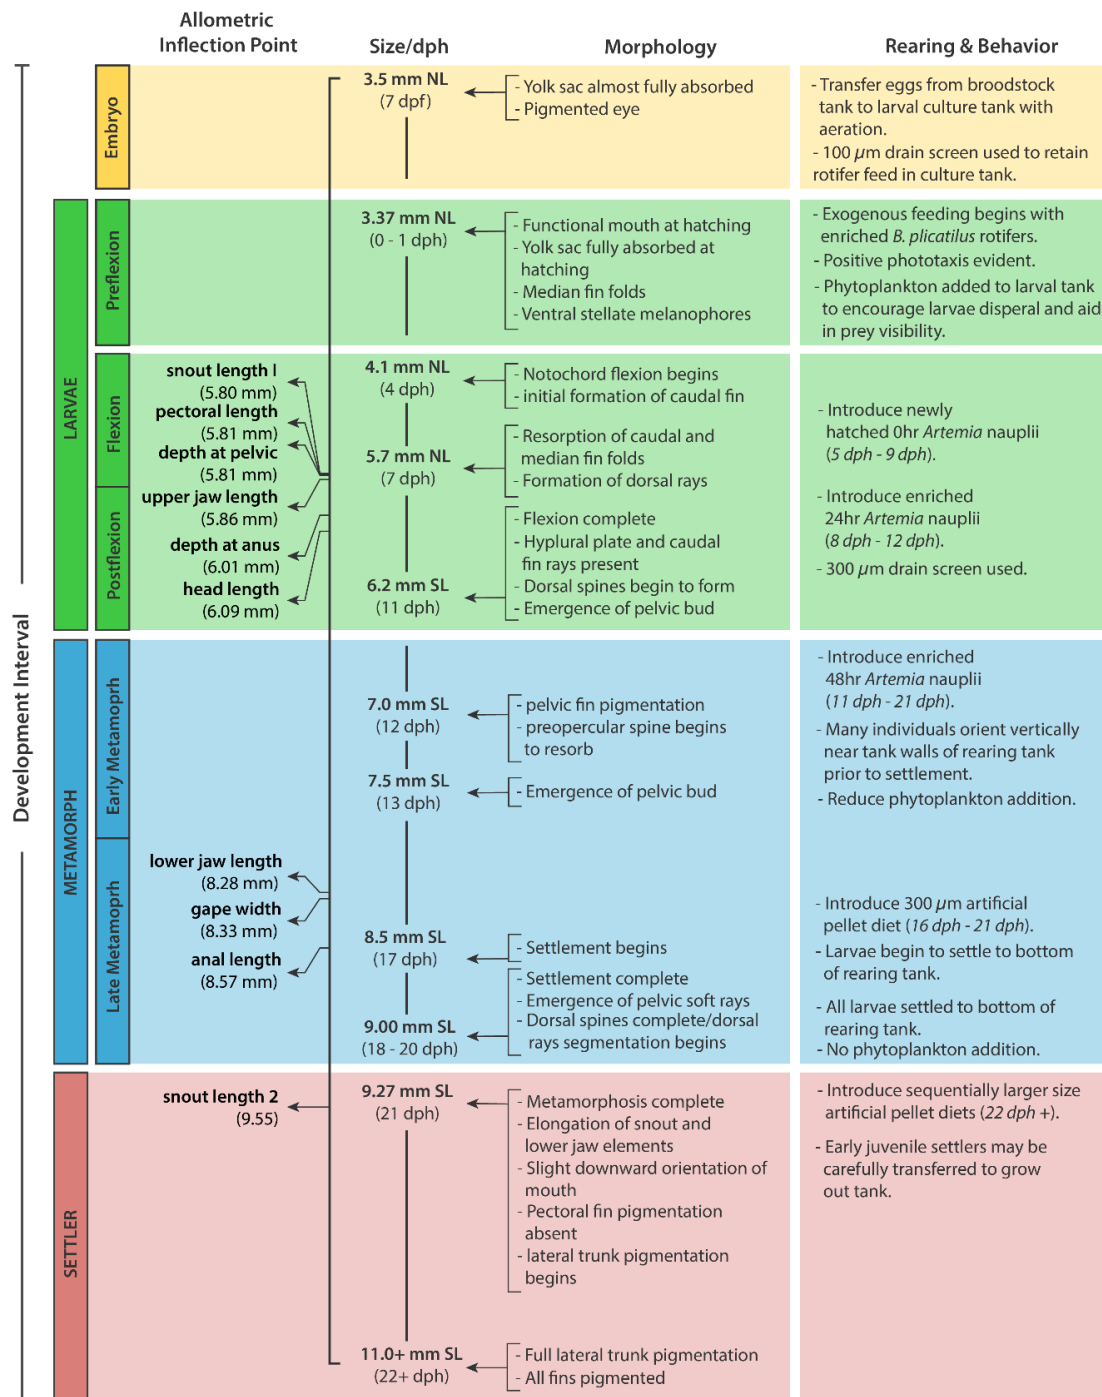 Allometric
Inflection Point
Size/dph
Morphology
Rearing & Behavior
Development Interval
Embryo
3.5 mm NL
(7 dpf)
- Yolk sac almost fully absorbed
- Pigmented eye
- Transfer eggs from broodstock
tank to larval culture tank with
aeration.
- 100 µm drain screen used to retain
rotifer feed in culture tank.
LARVAE
Preflexion
3.37 mm NL
(0 - 1 dph)
- Functional mouth at hatching
- Yolk sac fully absorbed at
hatching
- Median fin folds
- Ventral stellate melanophores
- Exogenous feeding begins with
enriched B. plicatilus rotifers.
- Positive phototaxis evident.
- Phytoplankton added to larval tank
to encourage larvae disperal and aid
in prey visibility.
Flexion
snout length I
(5.80 mm)
pectoral length
(5.81 mm)
depth at pelvic
(5.81 mm)
4.1 mm NL
(4 dph)
- Notochord flexion begins
- initial formation of caudal fin
5.7 mm NL
(7 dph)
- Resorption of caudal and
median fin folds
- Formation of dorsal rays
- Introduce newly
hatched 0hr Artemia nauplii
(5 dph - 9 dph).
Postflexion
upper jaw length
(5.86 mm)
depth at anus
(6.01 mm)
head length
(6.09 mm)
6.2 mm SL
(11 dph)
- Flexion complete
- Hyplural plate and caudal
fin rays present
- Dorsal spines begin to form
- Emergence of pelvic bud
- Introduce enriched
24hr Artemia nauplii
(8 dph - 12 dph).
- 300 µm drain screen used.
METAMORPH
Early Metamoprh
7.0 mm SL
(12 dph)
- pelvic fin pigmentation
- preopercular spine begins
to resorb
7.5 mm SL
(13 dph)
- Emergence of pelvic bud
- Introduce enriched
48hr Artemia nauplii
(11 dph - 21 dph).
- Many individuals orient vertically
near tank walls of rearing tank
prior to settlement.
- Reduce phytoplankton addition.
Late Metamoprh
lower jaw length
(8.28 mm)
gape width
(8.33 mm)
anal length
(8.57 mm)
8.5 mm SL
(17 dph)
- Settlement begins
9.00 mm SL
(18 - 20 dph)
- Settlement complete
- Emergence of pelvic soft rays
- Dorsal spines complete/dorsal
rays segmentation begins
- Introduce 300 µm artificial
pellet diet (16 dph - 21 dph).
- Larvae begin to settle to bottom
of rearing tank.
- All larvae settled to bottom of
rearing tank.
- No phytoplankton addition.
SETTLER
snout length 2
(9.55)
9.27 mm SL
(21 dph)
- Metamorphosis complete
- Elongation of snout and
lower jaw elements
- Slight downward orientation of
mouth
- Pectoral fin pigmentation
absent
- lateral trunk pigmentation
begins
11.0+ mm SL
(22+ dph)
- Full lateral trunk pigmentation
- All fins pigmented
- Introduce sequentially larger size
artificial pellet diets (22 dph +).
- Early juvenile settlers may be
carefully transferred to grow
out tank.